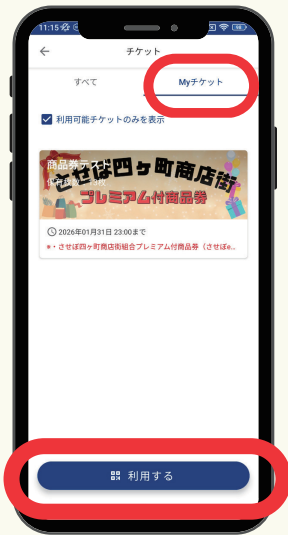 11:15
チケット
すべて
Myチケット
利用可能チケットのみを表示
商品券テスト
させぼ四ヶ町商店街
プレミアム付商品券
2026年01月31日 23:00まで
※・させぼ四ヶ町商店街組合プレミアム付商品券（させぼe...
利用する